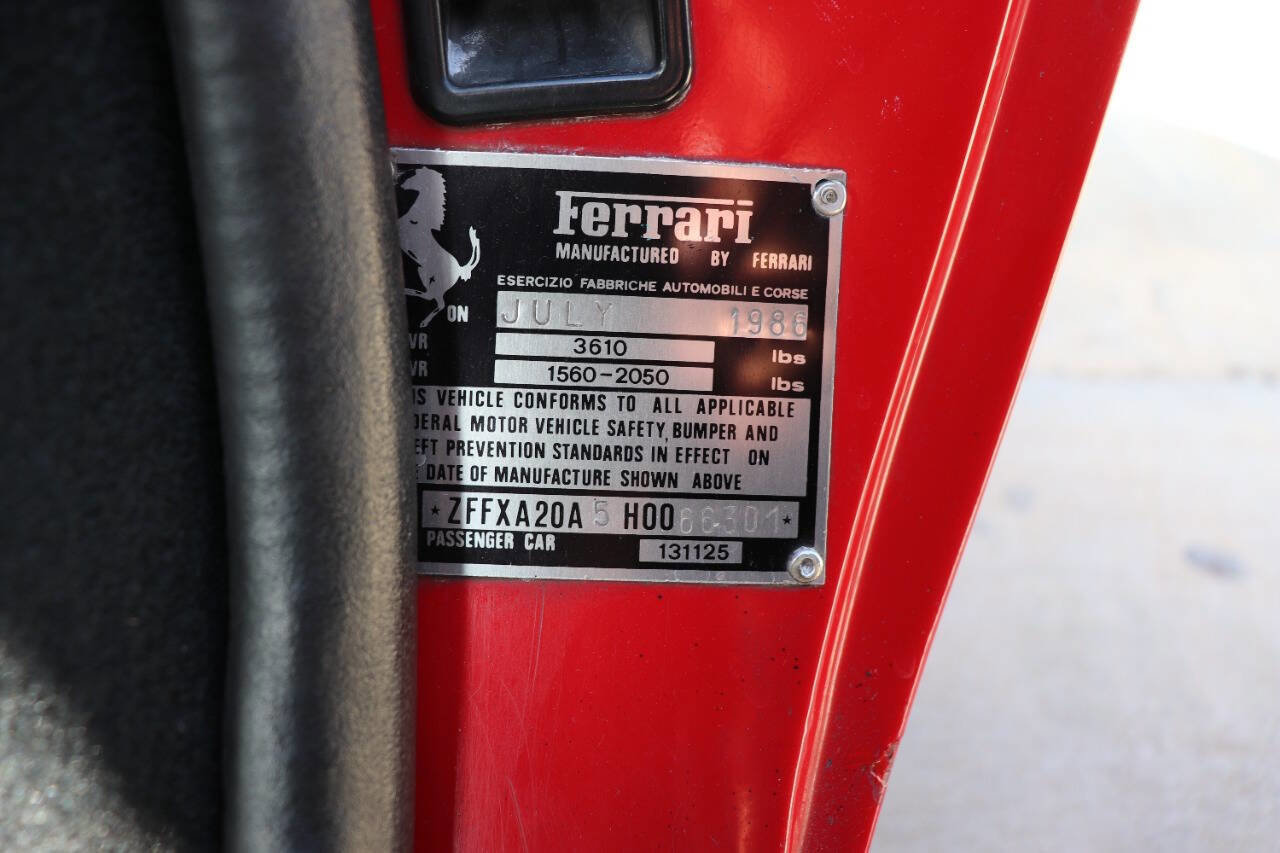 Ferrari
MANUFACTURED BY FERRARI
ESERCIZIO FABBRICHE AUTOMOBILI E CORSE
ON JULY 1986
VR 3610 lbs
VR 1560-2050 lbs
IS VEHICLE CONFORMS TO ALL APPLICABLE
DERAL MOTOR VEHICLE SAFETY, BUMPER AND
EFT PREVENTION STANDARDS IN EFFECT ON
DATE OF MANUFACTURE SHOWN ABOVE
* ZFFXA20A5H0066301 *
PASSENGER CAR 131125